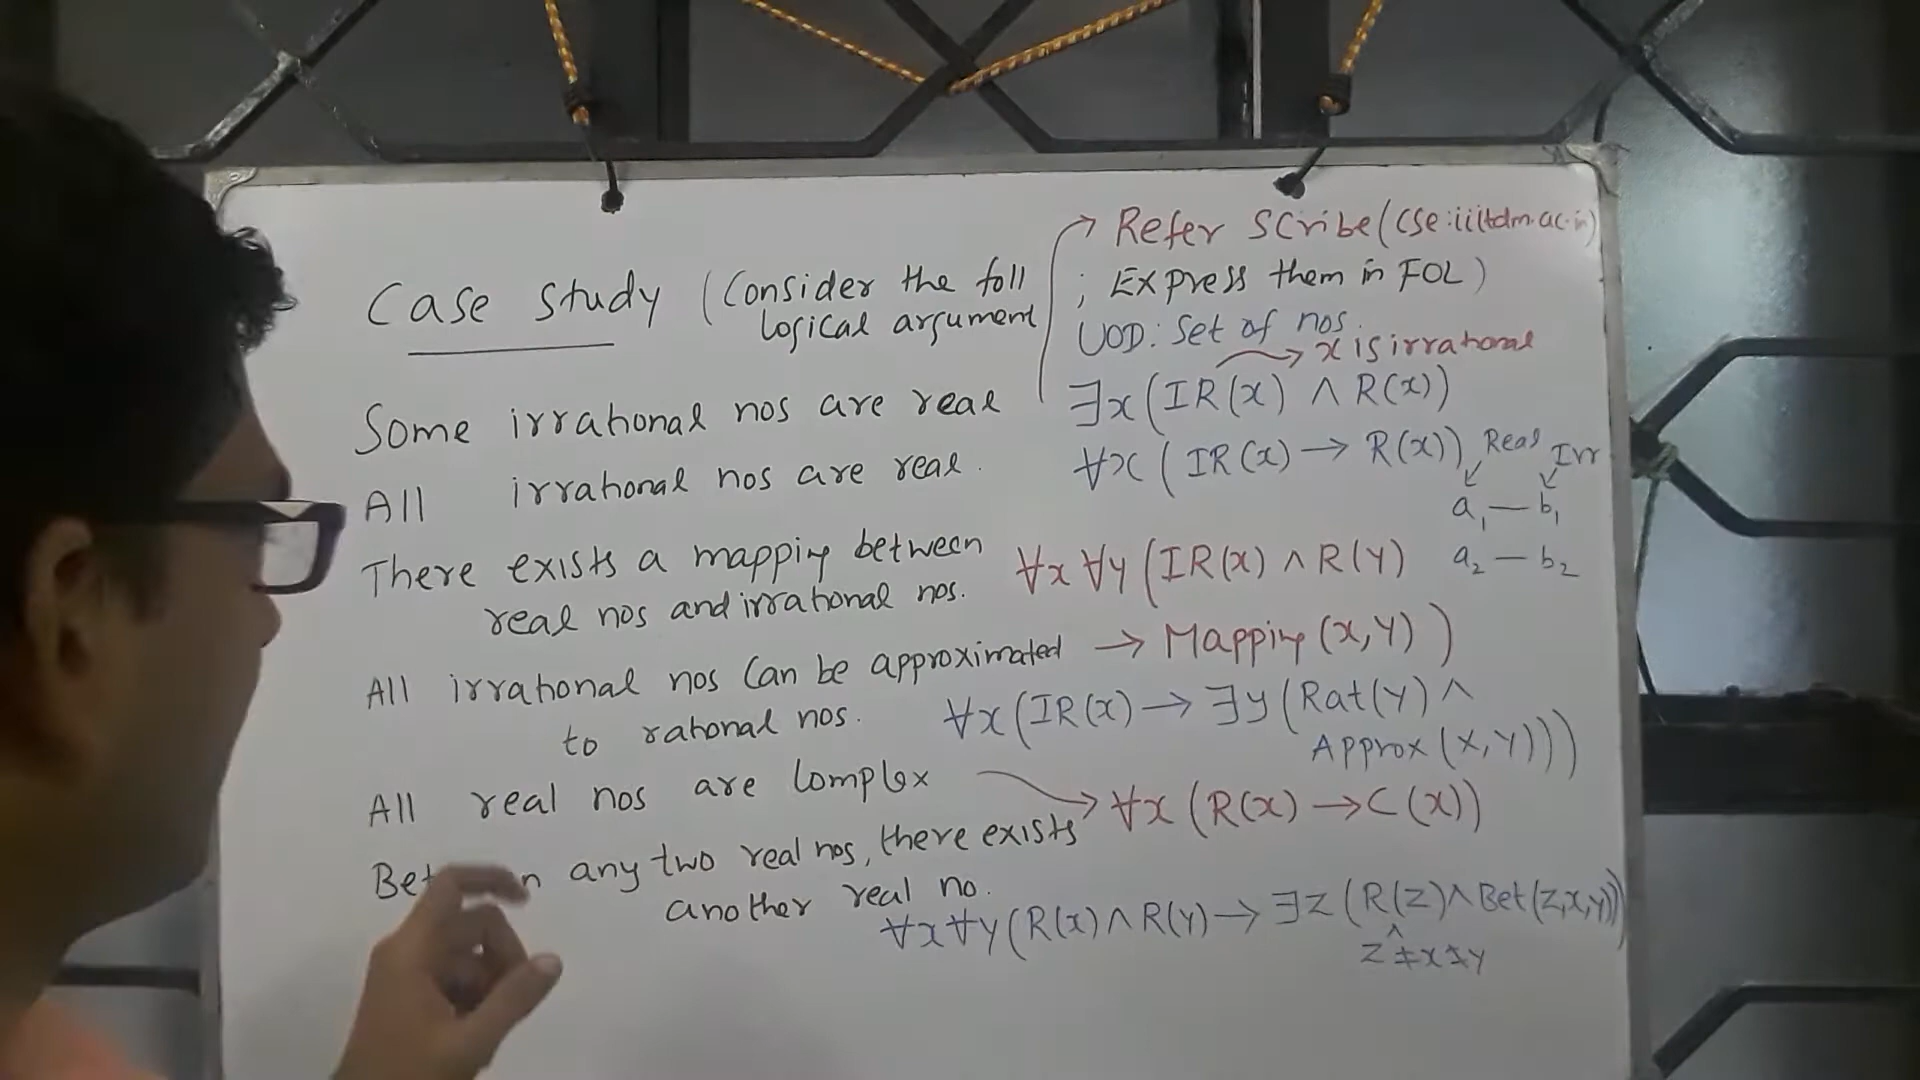 Refer Scribe (cse.iiitdm.ac.in)
Case Study (Consider the foll ; Express them in FOL)
logical argument
UOD: Set of nos.
x is irrational
Some irrational nos are real ∃x (IR(x) ∧ R(x))
All irrational nos are real. ∀x (IR(x) → R(x))
Real Irr
a₁ — b₁
a₂ — b₂
There exists a mapping between ∀x ∀y (IR(x) ∧ R(y)
real nos and irrational nos.
→ Mapping (x,y))
All irrational nos can be approximated
to rational nos. ∀x (IR(x) → ∃y (Rat(y) ∧
Approx (x,y)))
All real nos are complex → ∀x (R(x) → C(x))
any two real nos, there exists
another real no.
∀x ∀y (R(x) ∧ R(y) → ∃z (R(z) ∧ Bet(z,x,y))
∧
z ≠ x ≠ y